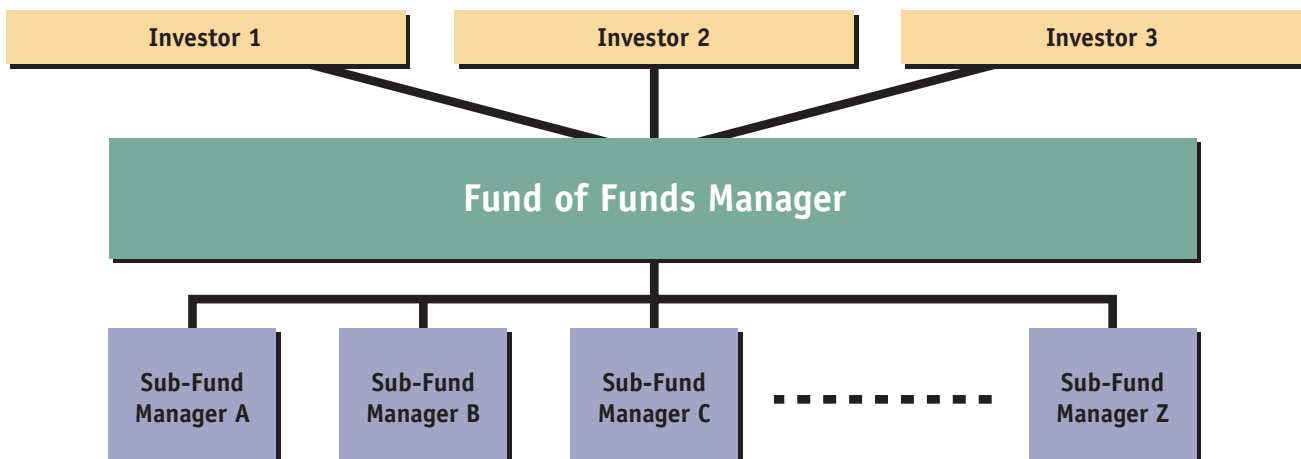 Investor 1
Investor 2
Investor 3
Fund of Funds Manager
Sub-Fund
Manager A
Sub-Fund
Manager B
Sub-Fund
Manager C
Sub-Fund
Manager Z